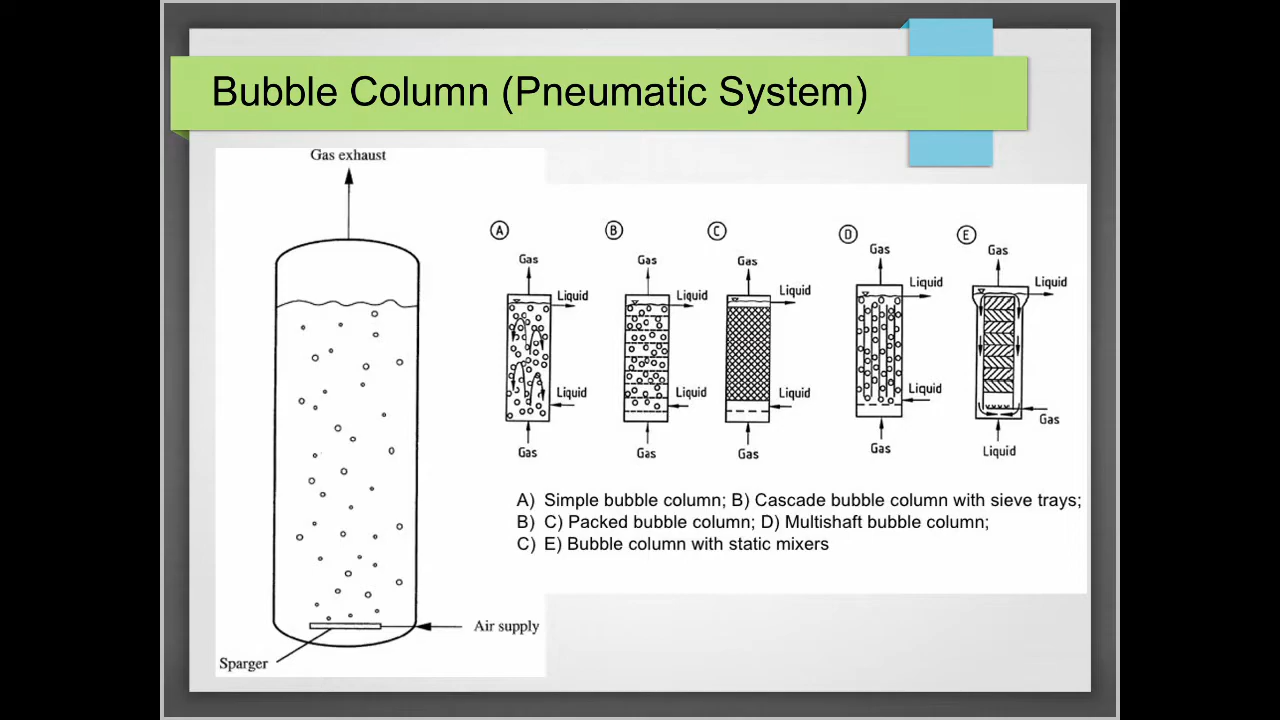 Bubble Column (Pneumatic System)
Gas exhaust
Air supply
Sparger
A
Gas
Liquid
Liquid
Gas
B
Gas
Liquid
Liquid
Gas
C
Gas
Liquid
Liquid
Gas
D
Gas
Liquid
Liquid
Gas
E
Gas
Liquid
Gas
Liquid
A) Simple bubble column; B) Cascade bubble column with sieve trays;
B) C) Packed bubble column; D) Multishaft bubble column;
C) E) Bubble column with static mixers